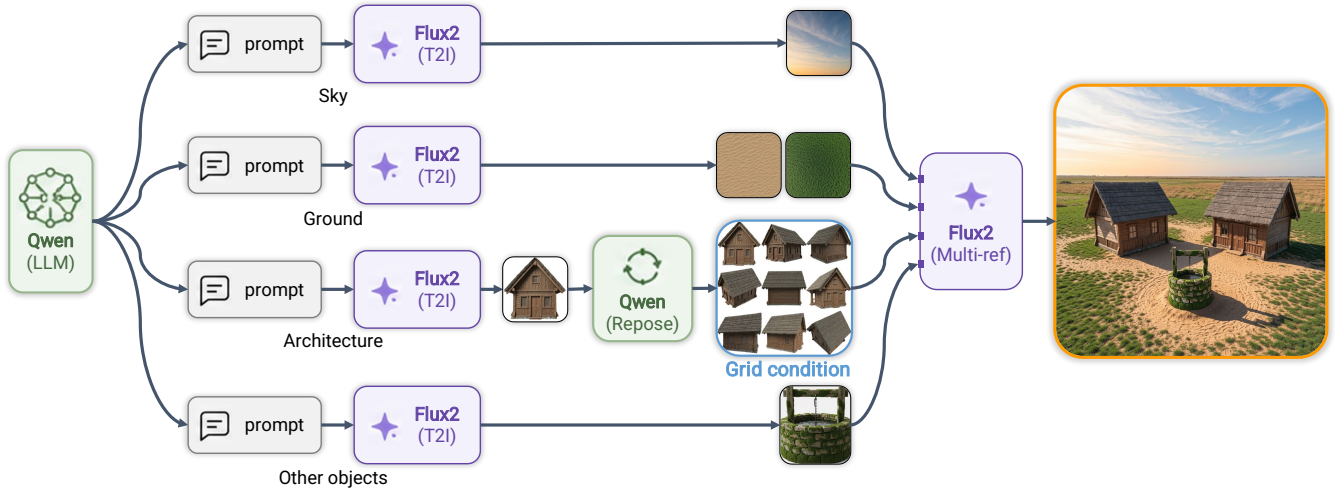 prompt
Flux2
(T2I)
Sky
prompt
Flux2
(T2I)
Ground
Qwen
(LLM)
prompt
Flux2
(T2I)
Architecture
Qwen
(Repose)
Grid condition
Flux2
(Multi-ref)
prompt
Flux2
(T2I)
Other objects